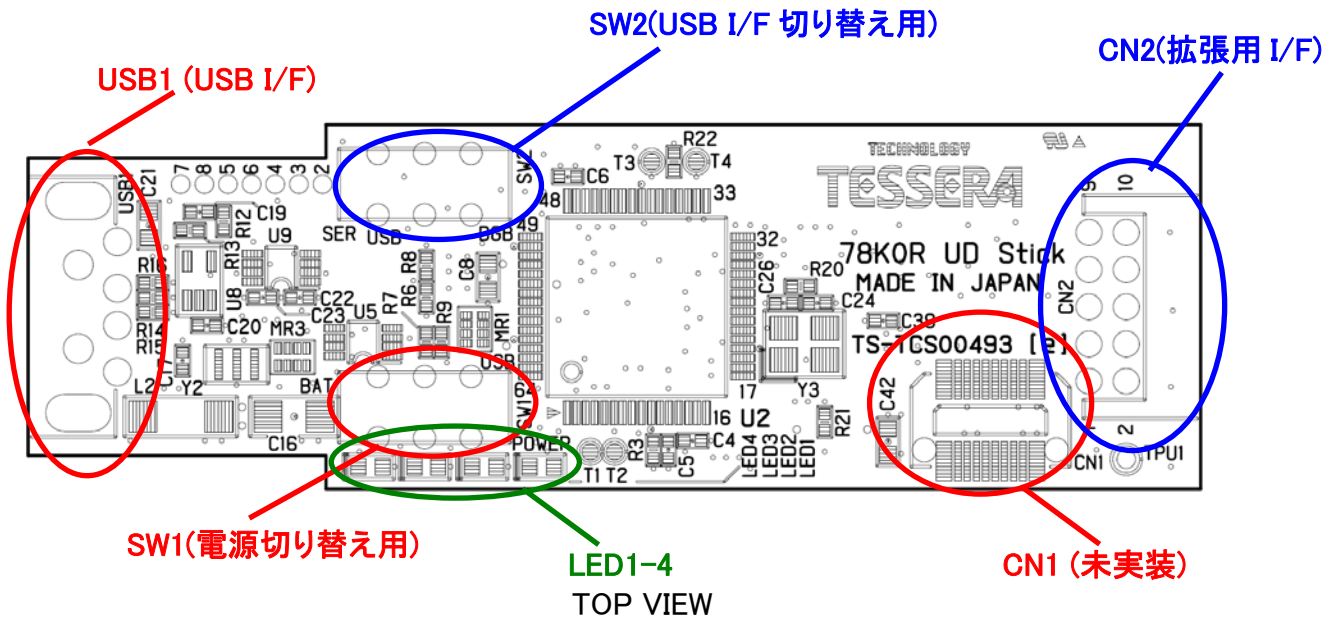 SW2(USB I/F 切り替え用)
CN2(拡張用 I/F)
USB1 (USB I/F)
TECHNOLOGY
TESSERA
78K0R UD Stick
MADE IN JAPAN
TS-TCS00493 [e]
USB1
C21
7 8 5 6 4 3 2
SW2
SER USB DGB
C6
T3 R22 T4
48 33
49 32
64 17
16
U2
C19
R12
R13
U9
R16
U8
R14
R15
C20
C22
C23
U5
MR3
R7
R8
R6
R9
C8
MR1
USB
BAT
SW1
POWER
L2
Y2
C16
T1 T2
R3
C5
C4
LED4
LED3
LED2
LED1
C26
R20
C24
Y3
R21
C39
C42
CN1
CN2
9 10
2
TPU1
SW1(電源切り替え用)
LED1-4
CN1 (未実装)
TOP VIEW